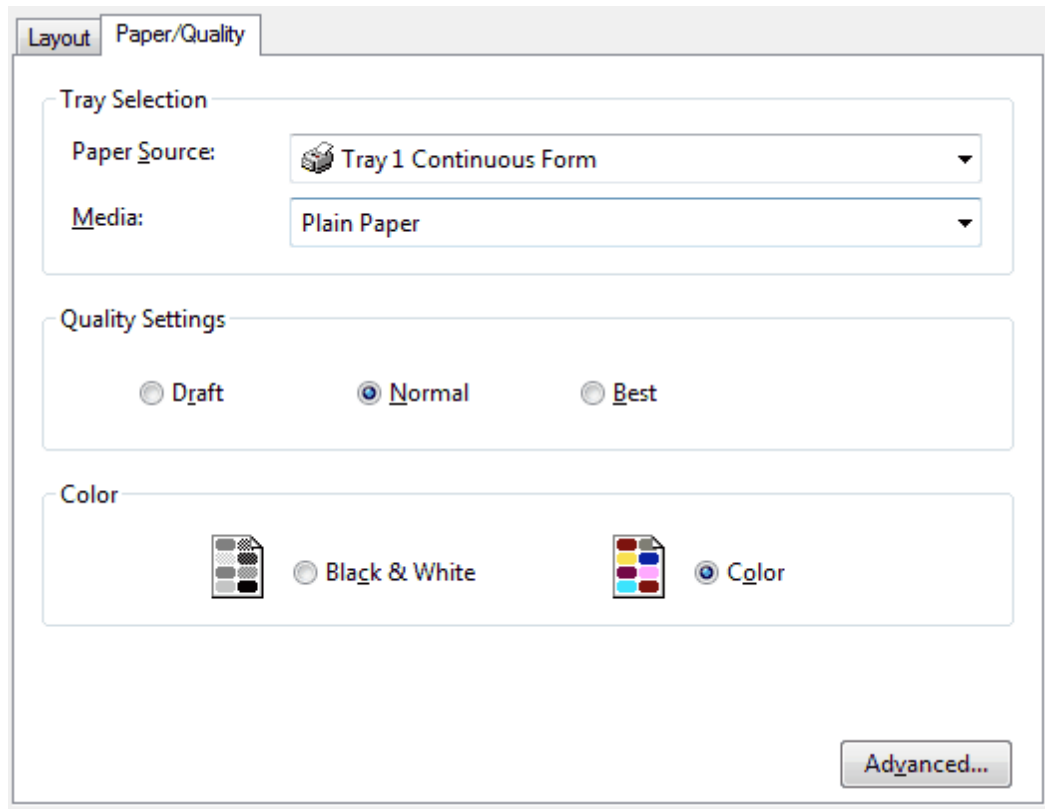 Layout Paper/Quality
Tray Selection
Paper Source: Tray 1 Continuous Form
Media: Plain Paper
Quality Settings
Draft Normal Best
Color
Black & White Color
Advanced...